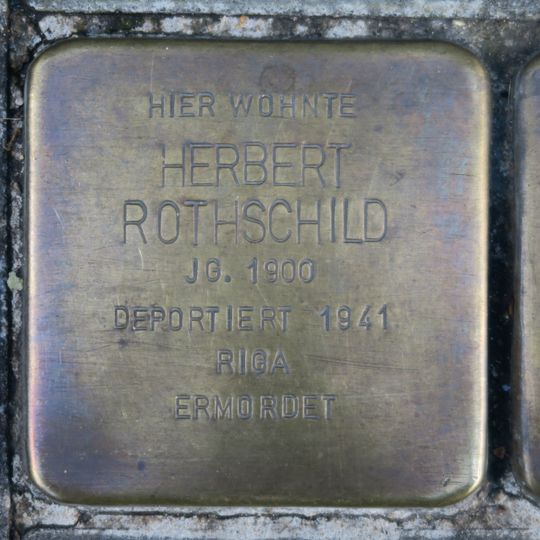 HIER WOHNTE
HERBERT
ROTHSCHILD
JG. 1900
DEPORTIERT 1941
RIGA
ERMORDET